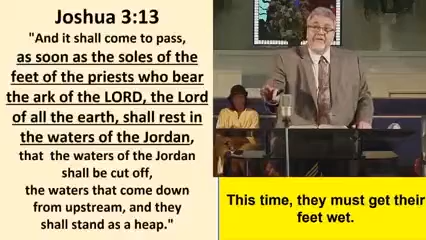 Joshua 3:13
"And it shall come to pass,
as soon as the soles of the
feet of the priests who bear
the ark of the LORD, the Lord
of all the earth, shall rest in
the waters of the Jordan,
that  the waters of the Jordan
shall be cut off,
the waters that come down
from upstream, and they
shall stand as a heap."
This time, they must get their
feet wet.